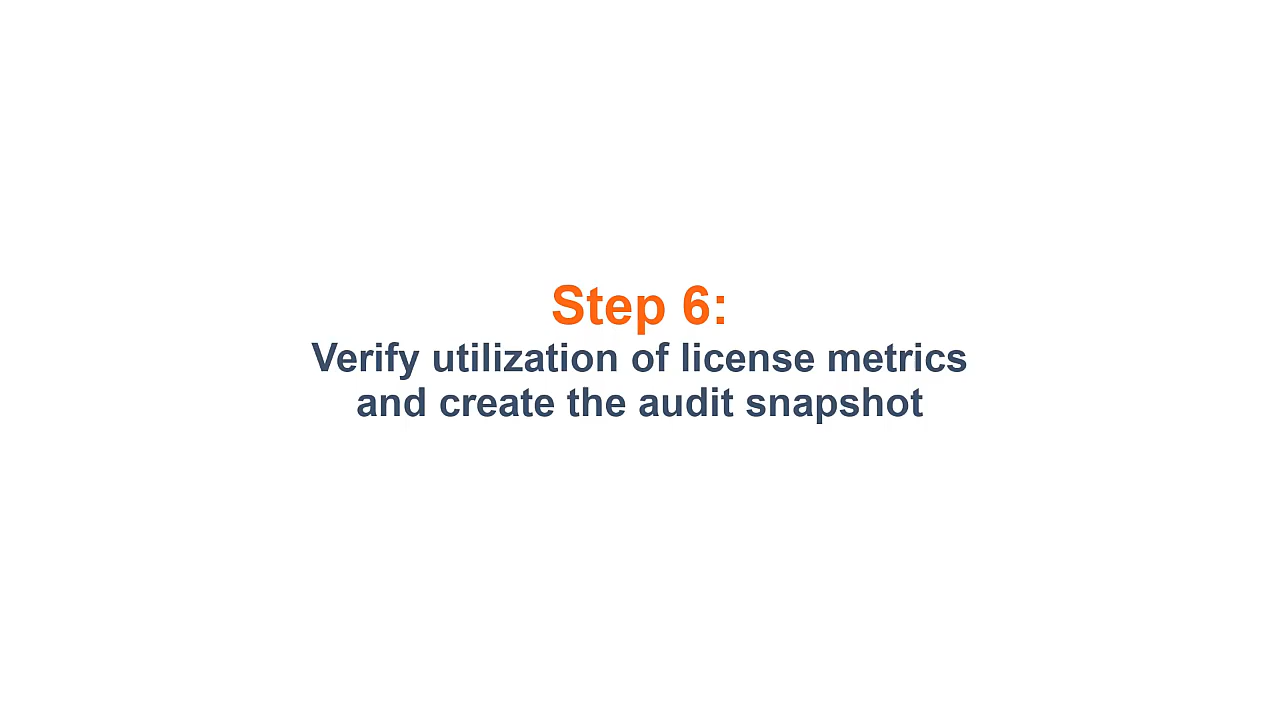 Step 6:
Verify utilization of license metrics
and create the audit snapshot